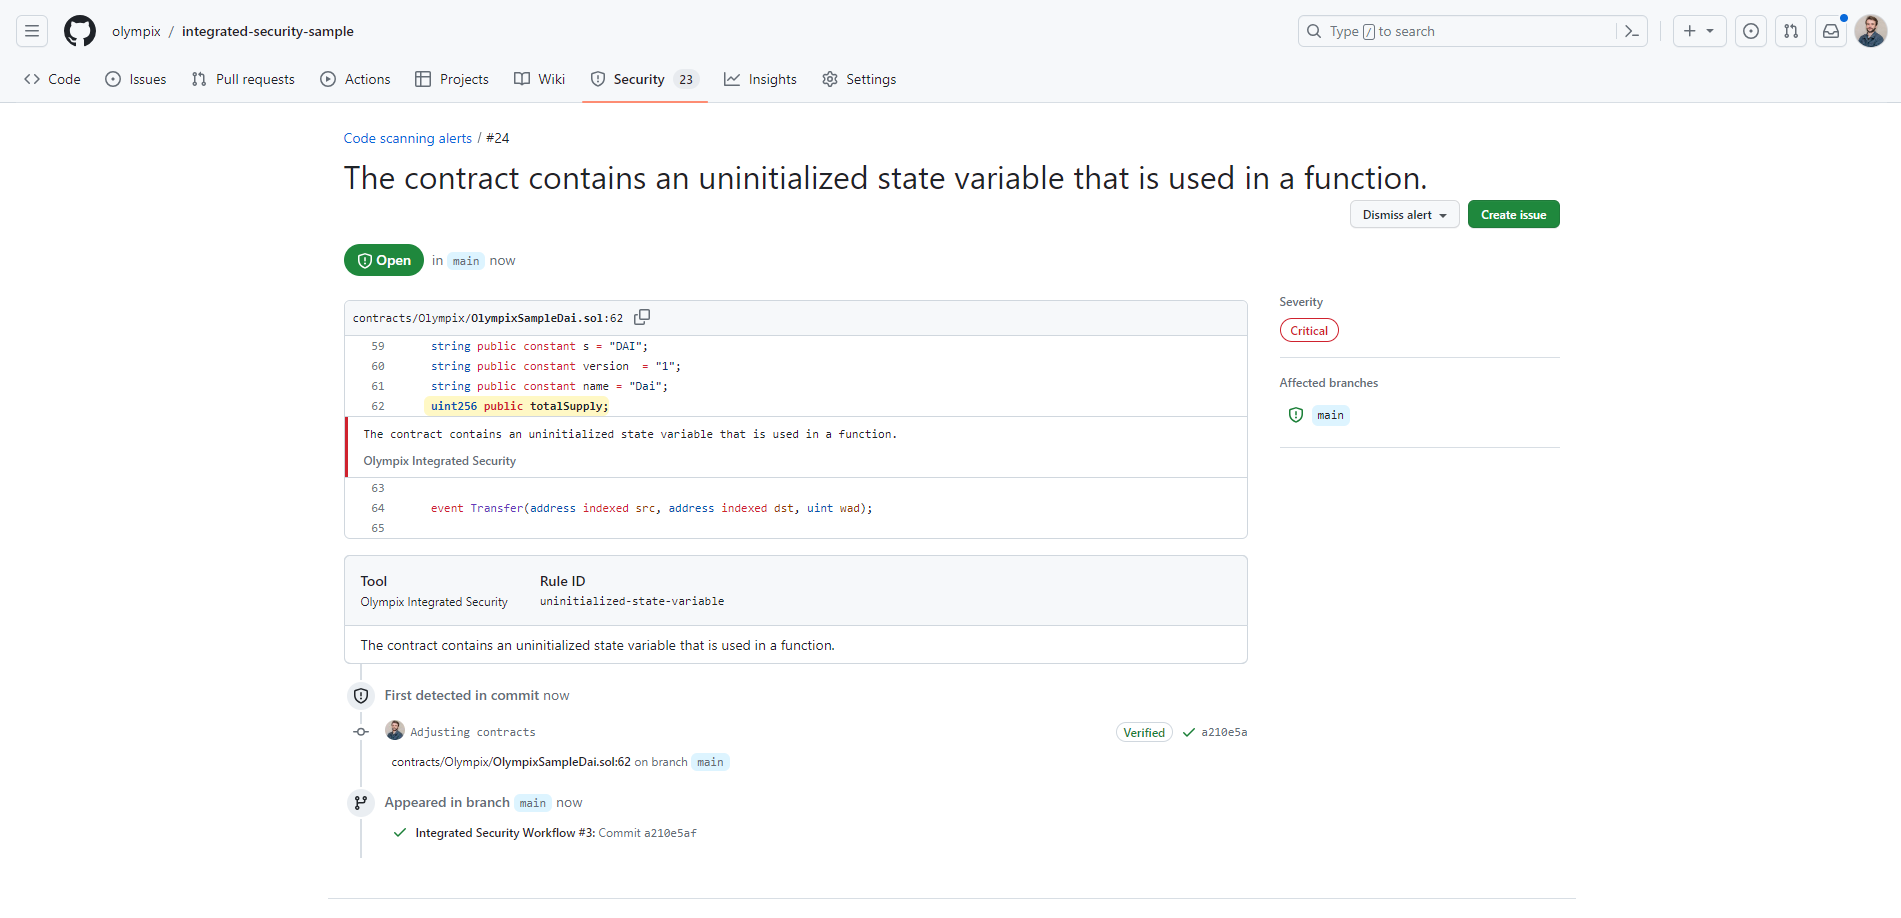 olympix / integrated-security-sample
Type / to search
Code Issues Pull requests Actions Projects Wiki Security 23 Insights Settings
Code scanning alerts / #24
The contract contains an uninitialized state variable that is used in a function.
Dismiss alert Create issue
Open in main now
contracts/Olympix/OlympixSampleDai.sol:62
59 string public constant s = "DAI";
60 string public constant version  = "1";
61 string public constant name = "Dai";
62 uint256 public totalSupply;
The contract contains an uninitialized state variable that is used in a function.
Olympix Integrated Security
63
64 event Transfer(address indexed src, address indexed dst, uint wad);
65
Severity
Critical
Affected branches
main
Tool Rule ID
Olympix Integrated Security uninitialized-state-variable
The contract contains an uninitialized state variable that is used in a function.
First detected in commit now
Adjusting contracts Verified a210e5a
contracts/Olympix/OlympixSampleDai.sol:62 on branch main
Appeared in branch main now
Integrated Security Workflow #3: Commit a210e5af